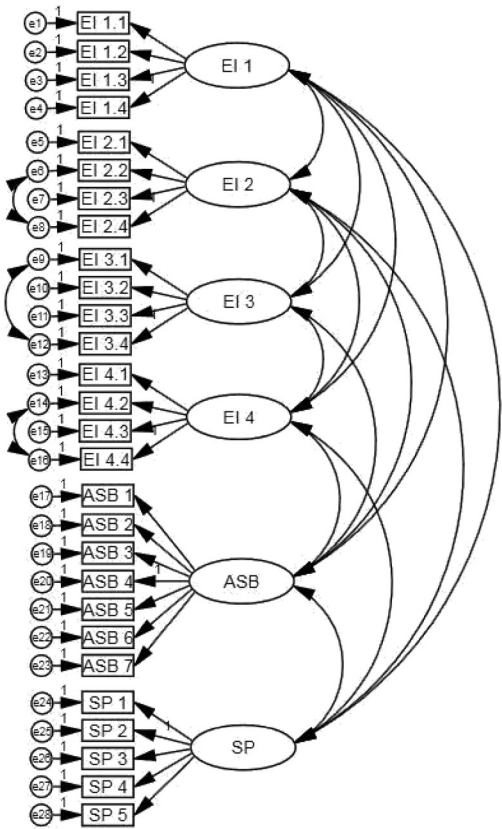 1
e1 EI 1.1
1
e2 EI 1.2
EI 1
1
e3 EI 1.3 1
1
e4 EI 1.4
1
e5 EI 2.1
1
e6 EI 2.2
EI 2
1
e7 EI 2.3 1
1
e8 EI 2.4
1
e9 EI 3.1
1
e10 EI 3.2
EI 3
1
e11 EI 3.3 1
1
e12 EI 3.4
1
e13 EI 4.1
1
e14 EI 4.2
EI 4
1
e15 EI 4.3 1
1
e16 EI 4.4
1
e17 ASB 1
1
e18 ASB 2
1
e19 ASB 3
1
e20 ASB 4 1 ASB
1
e21 ASB 5
1
e22 ASB 6
1
e23 ASB 7
1
e24 SP 1
1
1
e25 SP 2
SP
1
e26 SP 3
1
e27 SP 4
1
e28 SP 5